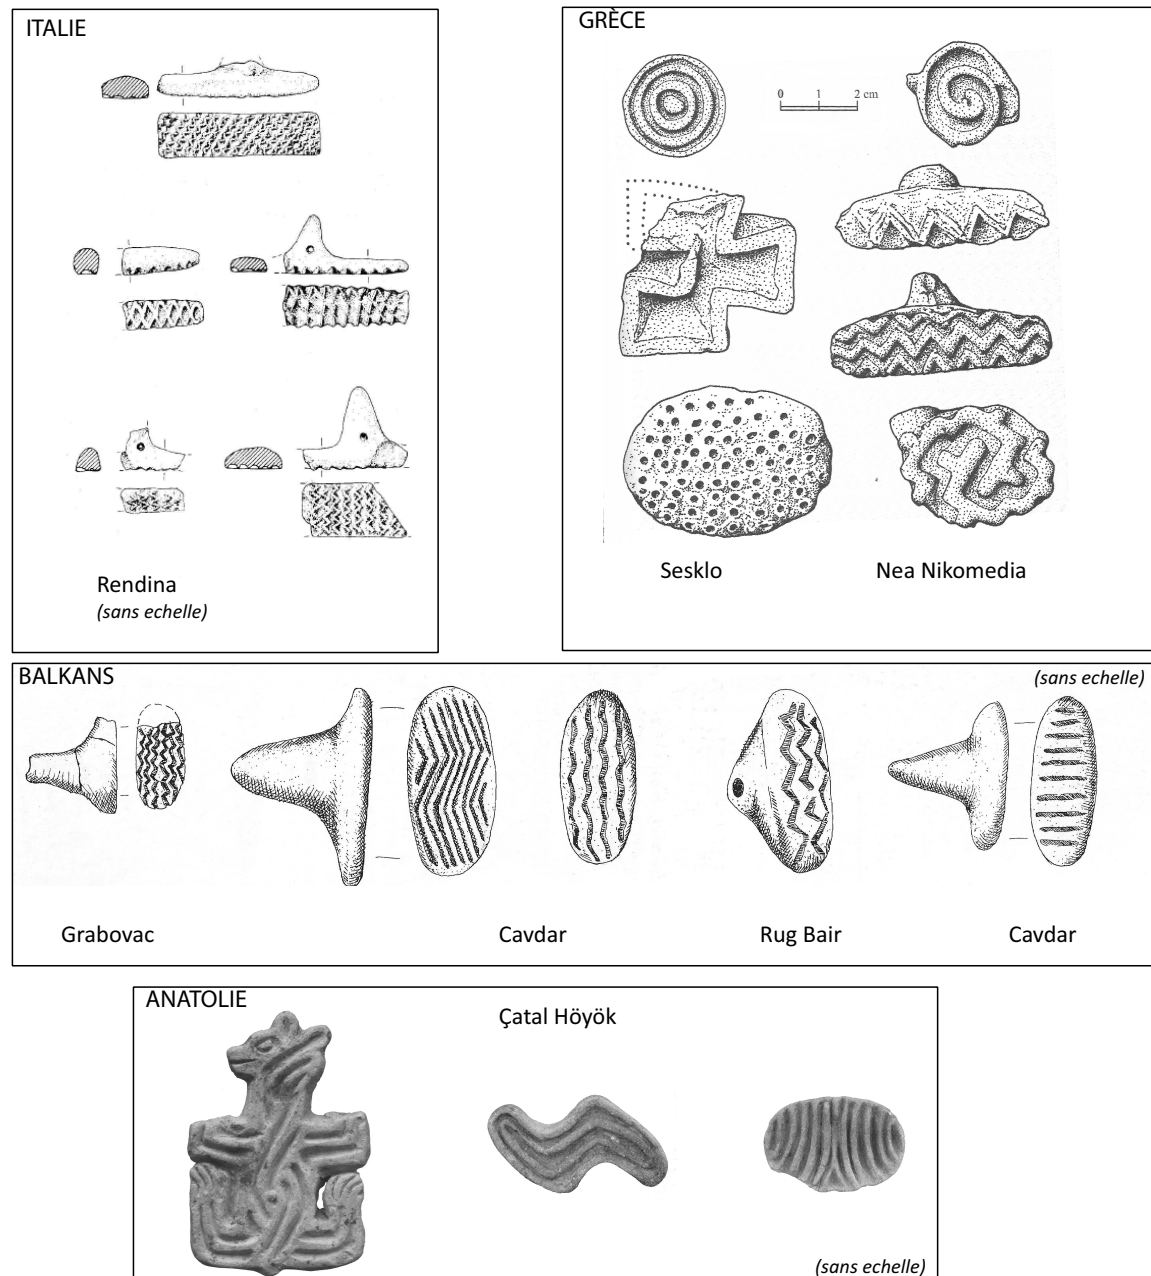 ITALIE
Rendina
(sans echelle)
GRÈCE
0 1 2 cm
Sesklo Nea Nikomedia
BALKANS
(sans echelle)
Grabovac Cavdar Rug Bair Cavdar
ANATOLIE
Çatal Höyök
(sans echelle)